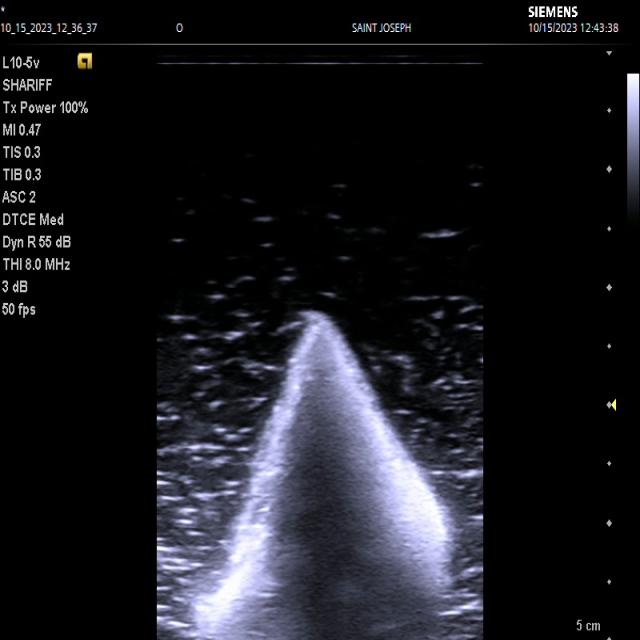 *
SIEMENS
10_15_2023_12_36_37 O SAINT JOSEPH 10/15/2023 12:43:38
L10-5v
SHARIFF
Tx Power 100%
MI 0.47
TIS 0.3
TIB 0.3
ASC 2
DTCE Med
Dyn R 55 dB
THI 8.0 MHz
3 dB
50 fps
5 cm